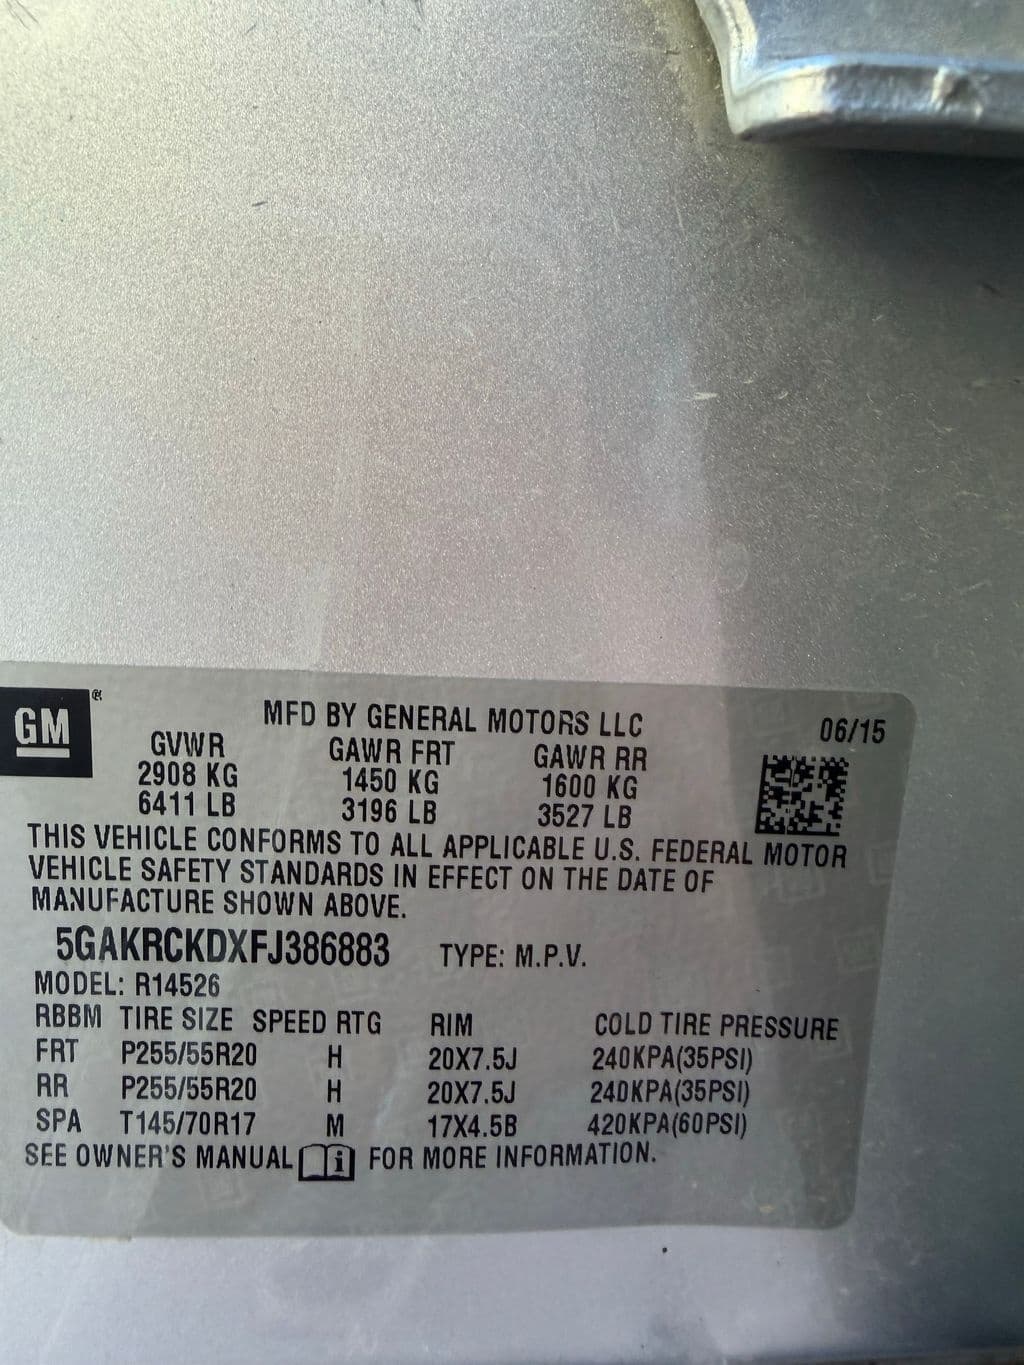 GM®
MFD BY GENERAL MOTORS LLC 06/15
GVWR GAWR FRT GAWR RR
2908 KG 1450 KG 1600 KG
6411 LB 3196 LB 3527 LB
THIS VEHICLE CONFORMS TO ALL APPLICABLE U.S. FEDERAL MOTOR
VEHICLE SAFETY STANDARDS IN EFFECT ON THE DATE OF
MANUFACTURE SHOWN ABOVE.
5GAKRCKDXFJ386883 TYPE: M.P.V.
MODEL: R14526
RBBM TIRE SIZE SPEED RTG RIM COLD TIRE PRESSURE
FRT P255/55R20 H 20X7.5J 240KPA(35PSI)
RR P255/55R20 H 20X7.5J 240KPA(35PSI)
SPA T145/70R17 M 17X4.5B 420KPA(60PSI)
SEE OWNER'S MANUAL i FOR MORE INFORMATION.